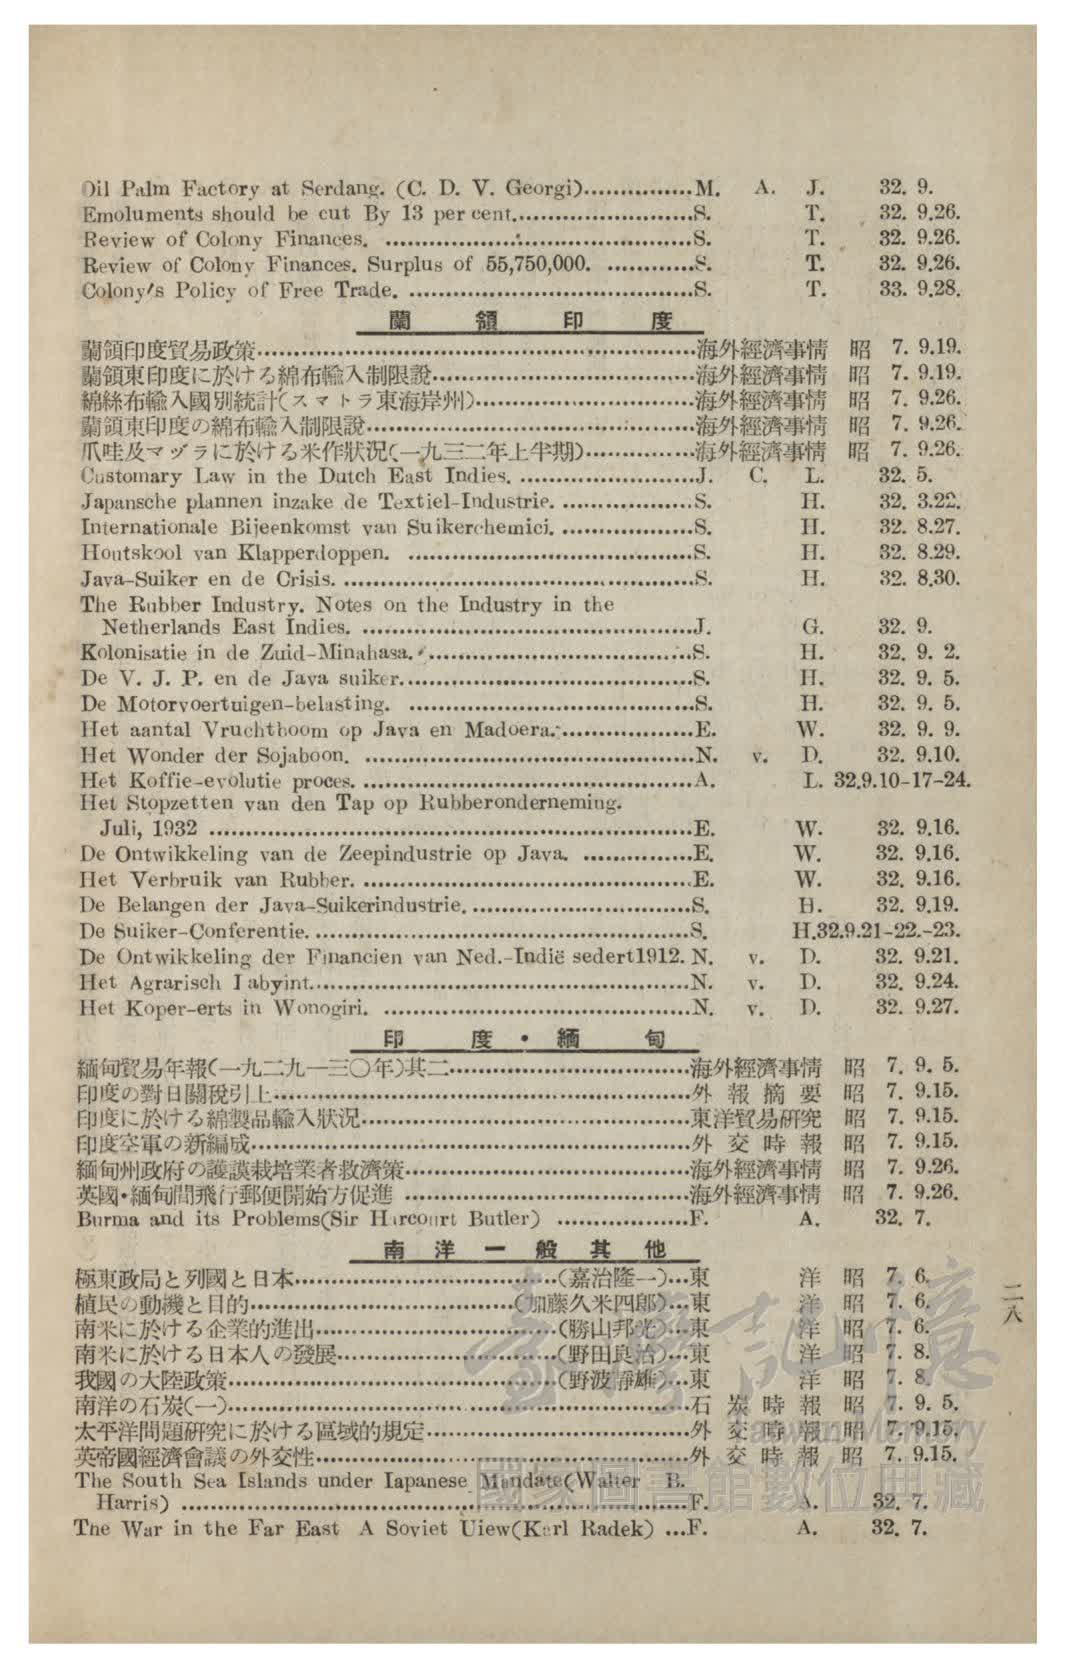 Oil Palm Factory at Serdang. (C. D. V. Georgi)...............M. A. J. 32. 9.
Emoluments should be cut By 13 per cent.........................S. T. 32. 9.26.
Review of Colony Finances. ..........................................S. T. 32. 9.26.
Review of Colony Finances. Surplus of 55,750,000. ............S. T. 32. 9.26.
Colony's Policy of Free Trade. .......................................S. T. 33. 9.28.
蘭領印度
蘭領印度貿易政策……………………………………海外經濟事情 昭 7. 9.19.
蘭領東印度に於ける綿布輸入制限說………………………海外經濟事情 昭 7. 9.19.
綿絲布輸入國別統計(スマトラ東海岸州)…………………海外經濟事情 昭 7. 9.26.
蘭領東印度の綿布輸入制限說………………………………海外經濟事情 昭 7. 9.26.
爪哇及マヅラに於ける米作狀況(一九三二年上半期)……………海外經濟事情 昭 7. 9.26.
Customary Law in the Dutch East Indies. ........................J. C. L. 32. 5.
Japansche plannen inzake de Textiel-Industrie. ..................S. H. 32. 3.22.
Internationale Bijeenkomst van Suikerchemici. ...................S. H. 32. 8.27.
Houtskool van Klapperdoppen. .......................................S. H. 32. 8.29.
Java-Suiker en de Crisis. ................................................S. H. 32. 8.30.
The Rubber Industry. Notes on the Industry in the
Netherlands East Indies. .............................................J. G. 32. 9.
Kolonisatie in de Zuid-Minahasa. ....................................S. H. 32. 9. 2.
De V. J. P. en de Java suiker........................................S. H. 32. 9. 5.
De Motorvoertuigen-belasting. .......................................S. H. 32. 9. 5.
Het aantal Vruchtboom op Java en Madoera...................E. W. 32. 9. 9.
Het Wonder der Sojaboon. .............................................N. v. D. 32. 9.10.
Het Koffie-evolutie proces. .............................................A. L. 32.9.10-17-24.
Het Stopzetten van den Tap op Rubberonderneming.
Juli, 1932 ..................................................................E. W. 32. 9.16.
De Ontwikkeling van de Zeepindustrie op Java. ...............E. W. 32. 9.16.
Het Verbruik van Rubber. .............................................E. W. 32. 9.16.
De Belangen der Java-Suikerindustrie. ..............................S. H. 32. 9.19.
De Suiker-Conferentie. ...................................................S. H.32.9.21-22.-23.
De Ontwikkeling der Financien van Ned.-Indië sedert1912. N. v. D. 32. 9.21.
Het Agrarisch Labyint...................................................N. v. D. 32. 9.24.
Het Koper-erts in Wonogiri. ..........................................N. v. D. 32. 9.27.
印度・緬甸
緬甸貿易年報(一九二九—三〇年)其二……………………………海外經濟事情 昭 7. 9. 5.
印度の對日關稅引上………………………………………外報摘要 昭 7. 9.15.
印度に於ける綿製品輸入狀況………………………………東洋貿易硏究 昭 7. 9.15.
印度空軍の新編成…………………………………………外交時報 昭 7. 9.15.
緬甸州政府の護謨栽培業者救濟策……………………………海外經濟事情 昭 7. 9.26.
英國・緬甸間飛行郵便開始方促進 ……………………………海外經濟事情 昭 7. 9.26.
Burma and its Problems(Sir Harcourt Butler) ..................F. A. 32. 7.
南洋一般其他
極東政局と列國と日本………………………………(嘉治隆一)…東洋 昭 7. 6.
植民の動機と目的………………………………(加藤久米四郎)…東洋 昭 7. 6.
南米に於ける企業的進出……………………………(勝山邦光)…東洋 昭 7. 6.
南米に於ける日本人の發展…………………………(野田良治)…東洋 昭 7. 8.
我國の大陸政策………………………………………(野波靜雄)…東洋 昭 7. 8.
南洋の石炭(一)……………………………………………石炭時報 昭 7. 9. 5.
太平洋問題硏究に於ける區域的規定………………………………外交時報 昭 7. 9.15.
英帝國經濟會議の外交性……………………………………外交時報 昭 7. 9.15.
The South Sea Islands under Iapanese Mandate(Walter B.
Harris) .....................................................................F. A. 32. 7.
The War in the Far East A Soviet Uiew(Karl Radek) ...F. A. 32. 7.
二八
臺灣記憶
Taiwan Memory
國家圖書館數位典藏